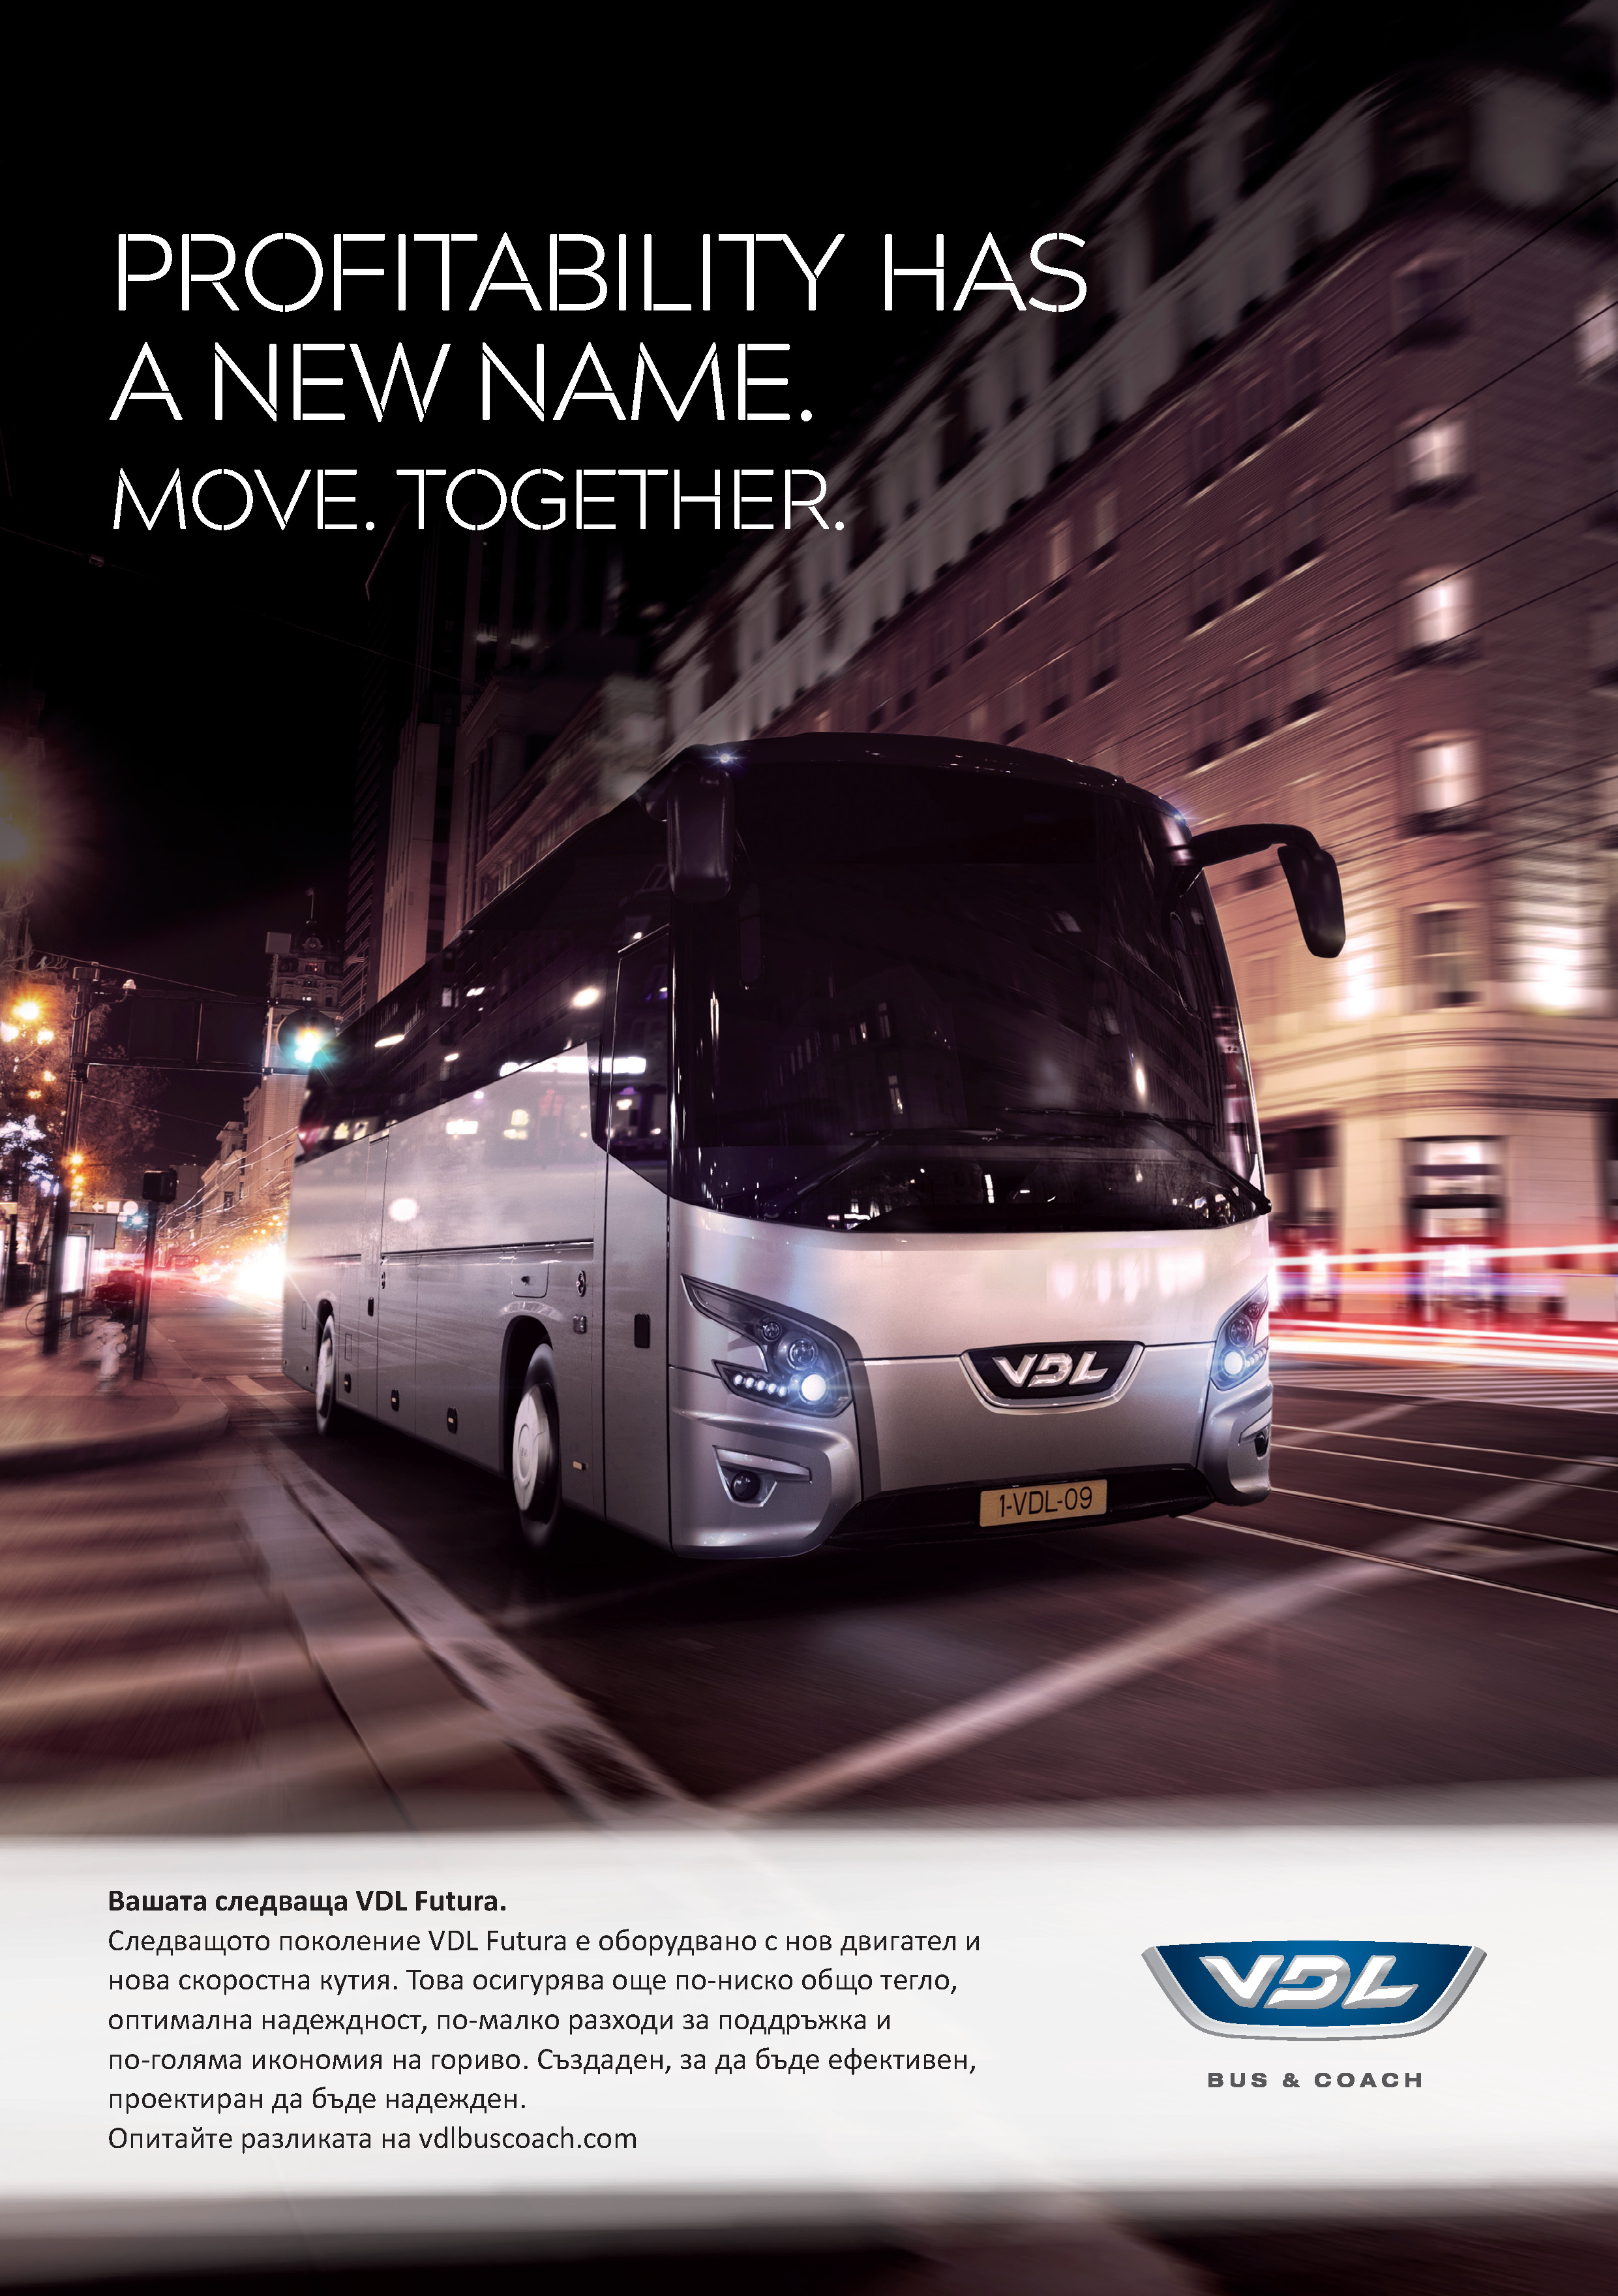 PROFITABILITY HAS
A NEW NAME.
MOVE. TOGETHER.
VDL
1-VDL-09
Вашата следваща VDL Futura.
Следващото поколение VDL Futura е оборудвано с нов двигател и
нова скоростна кутия. Това осигурява още по-ниско общо тегло,
оптимална надеждност, по-малко разходи за поддръжка и
по-голяма икономия на гориво. Създаден, за да бъде ефективен,
проектиран да бъде надежден.
Опитайте разликата на vdlbuscoach.com
VDL
BUS & COACH